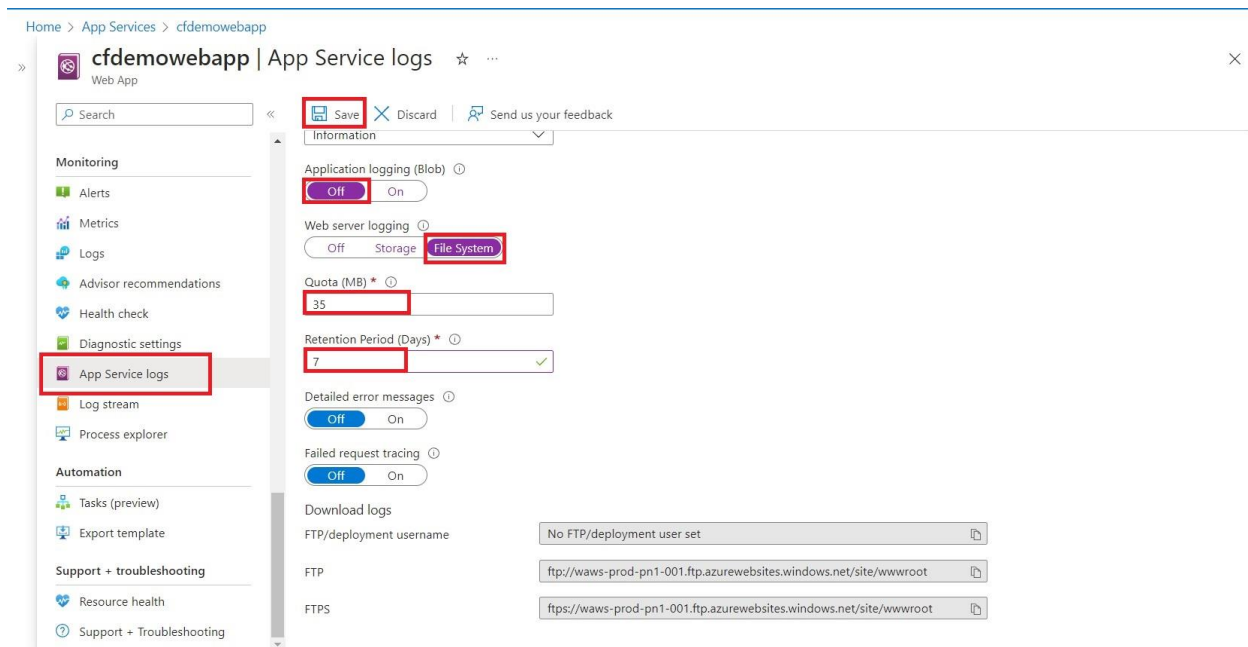 Home > App Services > cfdemowebapp
cfdemowebapp | App Service logs
Web App
Search
Save Discard Send us your feedback
Monitoring
Alerts
Metrics
Logs
Advisor recommendations
Health check
Diagnostic settings
App Service logs
Log stream
Process explorer
Automation
Tasks (preview)
Export template
Support + troubleshooting
Resource health
Support + Troubleshooting
Information
Application logging (Blob)
Off On
Web server logging
Off Storage File System
Quota (MB) *
35
Retention Period (Days) *
7
Detailed error messages
Off On
Failed request tracing
Off On
Download logs
FTP/deployment username No FTP/deployment user set
FTP ftp://waws-prod-pn1-001.ftp.azurewebsites.windows.net/site/wwwroot
FTPS ftps://waws-prod-pn1-001.ftp.azurewebsites.windows.net/site/wwwroot